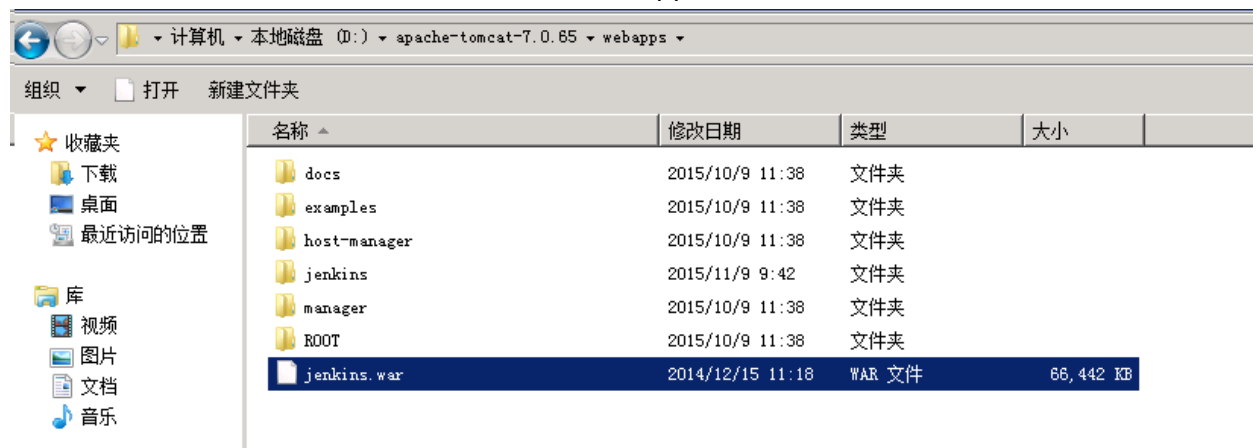 计算机 本地磁盘 (D:) apache-tomcat-7.0.65 webapps
组织 打开 新建文件夹
收藏夹
下载
桌面
最近访问的位置
库
视频
图片
文档
音乐
名称 修改日期 类型 大小
docs 2015/10/9 11:38 文件夹
examples 2015/10/9 11:38 文件夹
host-manager 2015/10/9 11:38 文件夹
jenkins 2015/11/9 9:42 文件夹
manager 2015/10/9 11:38 文件夹
ROOT 2015/10/9 11:38 文件夹
jenkins.war 2014/12/15 11:18 WAR 文件 66,442 KB